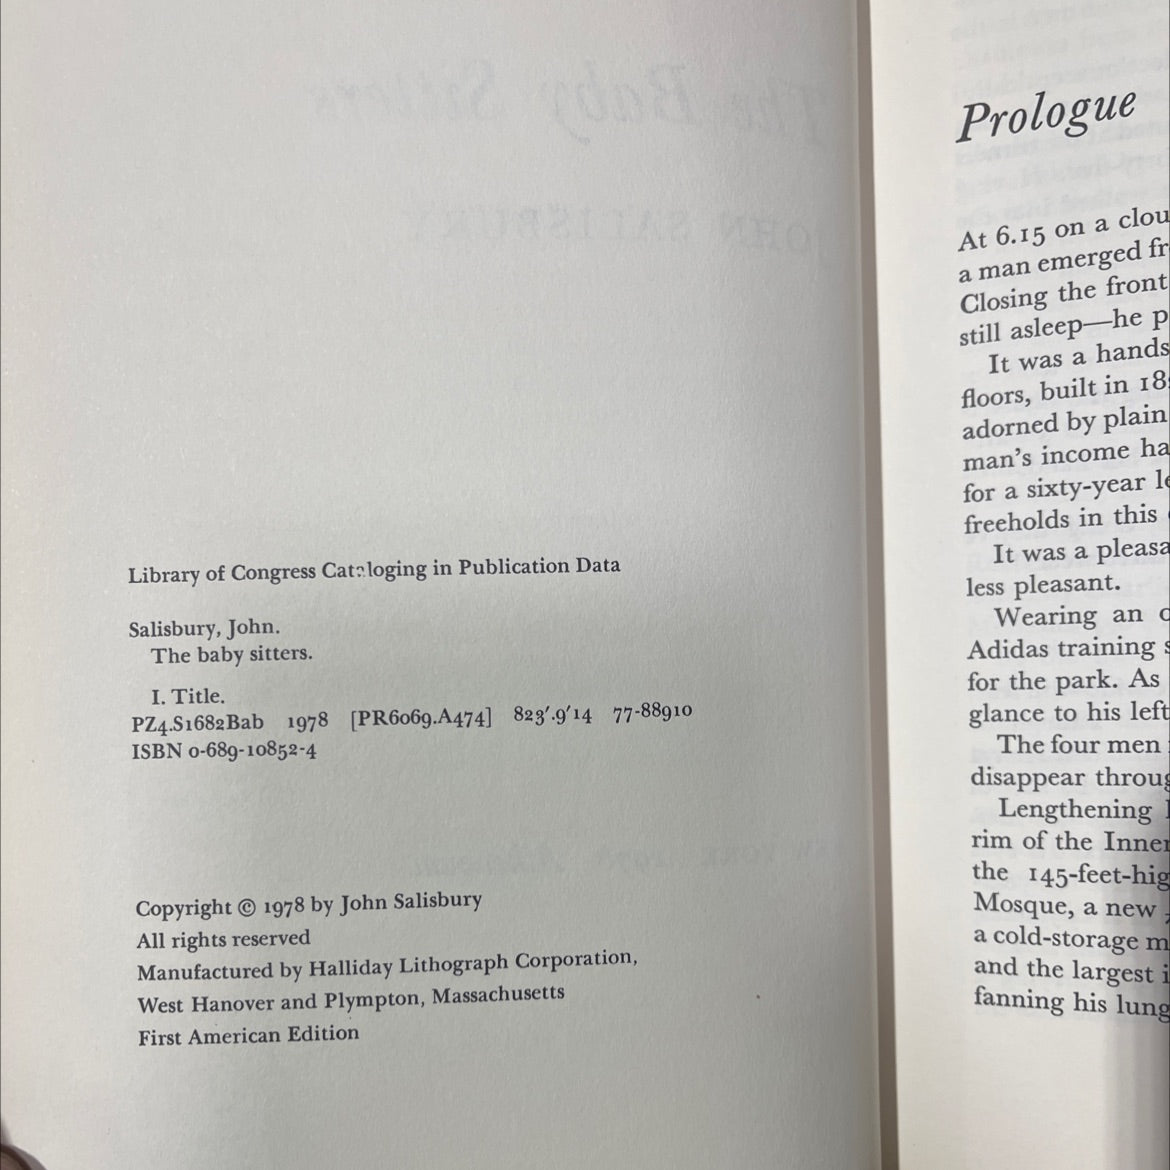 Library of Congress Cataloging in Publication Data
Salisbury, John.
The baby sitters.
I. Title.
PZ4.S1682Bab 1978 [PR6069.A474] 823'.9'14 77-88910
ISBN 0-689-10852-4
Copyright © 1978 by John Salisbury
All rights reserved
Manufactured by Halliday Lithograph Corporation,
West Hanover and Plympton, Massachusetts
First American Edition
Prologue
At 6.15 on a clou
a man emerged fr
Closing the front
still asleep—he p
It was a hands
floors, built in 18
adorned by plain
man's income ha
for a sixty-year le
freeholds in this
It was a pleasa
less pleasant.
Wearing an o
Adidas training s
for the park. As
glance to his left
The four men
disappear throug
Lengthening
rim of the Inner
the 145-feet-hig
Mosque, a new
a cold-storage m
and the largest i
fanning his lung